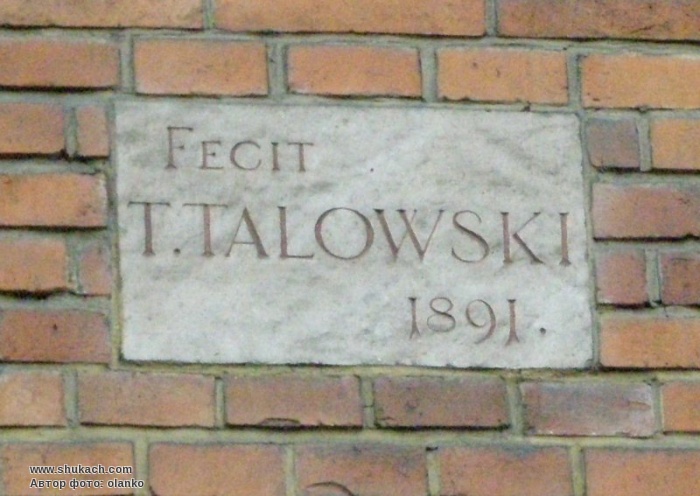 FECIT
T. TALOWSKI
1891.
www.shukach.com
Автор фото: olanko